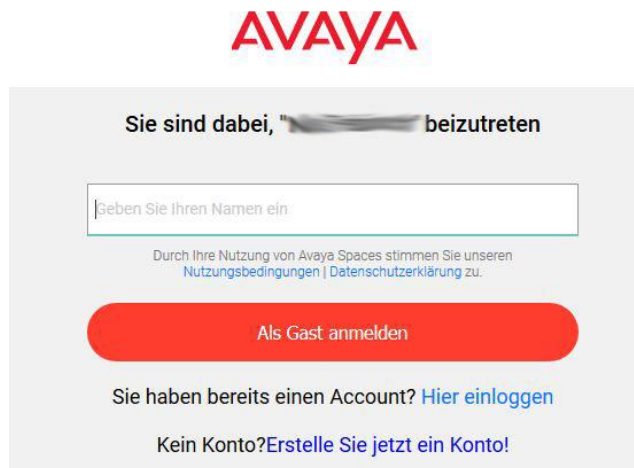 AVAYA
Sie sind dabei, " beizutreten
Geben Sie Ihren Namen ein
Durch Ihre Nutzung von Avaya Spaces stimmen Sie unseren
Nutzungsbedingungen | Datenschutzerklärung zu.
Als Gast anmelden
Sie haben bereits einen Account? Hier einloggen
Kein Konto?Erstelle Sie jetzt ein Konto!